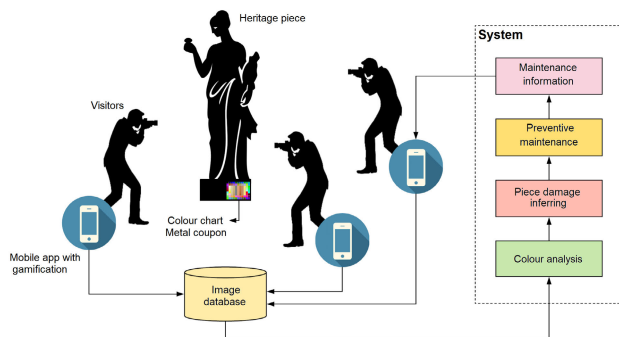 Heritage piece
System
Maintenance
information
Visitors
Preventive
maintenance
Piece damage
inferring
Colour chart
Metal coupon
Mobile app with
gamification
Colour analysis
Image
database